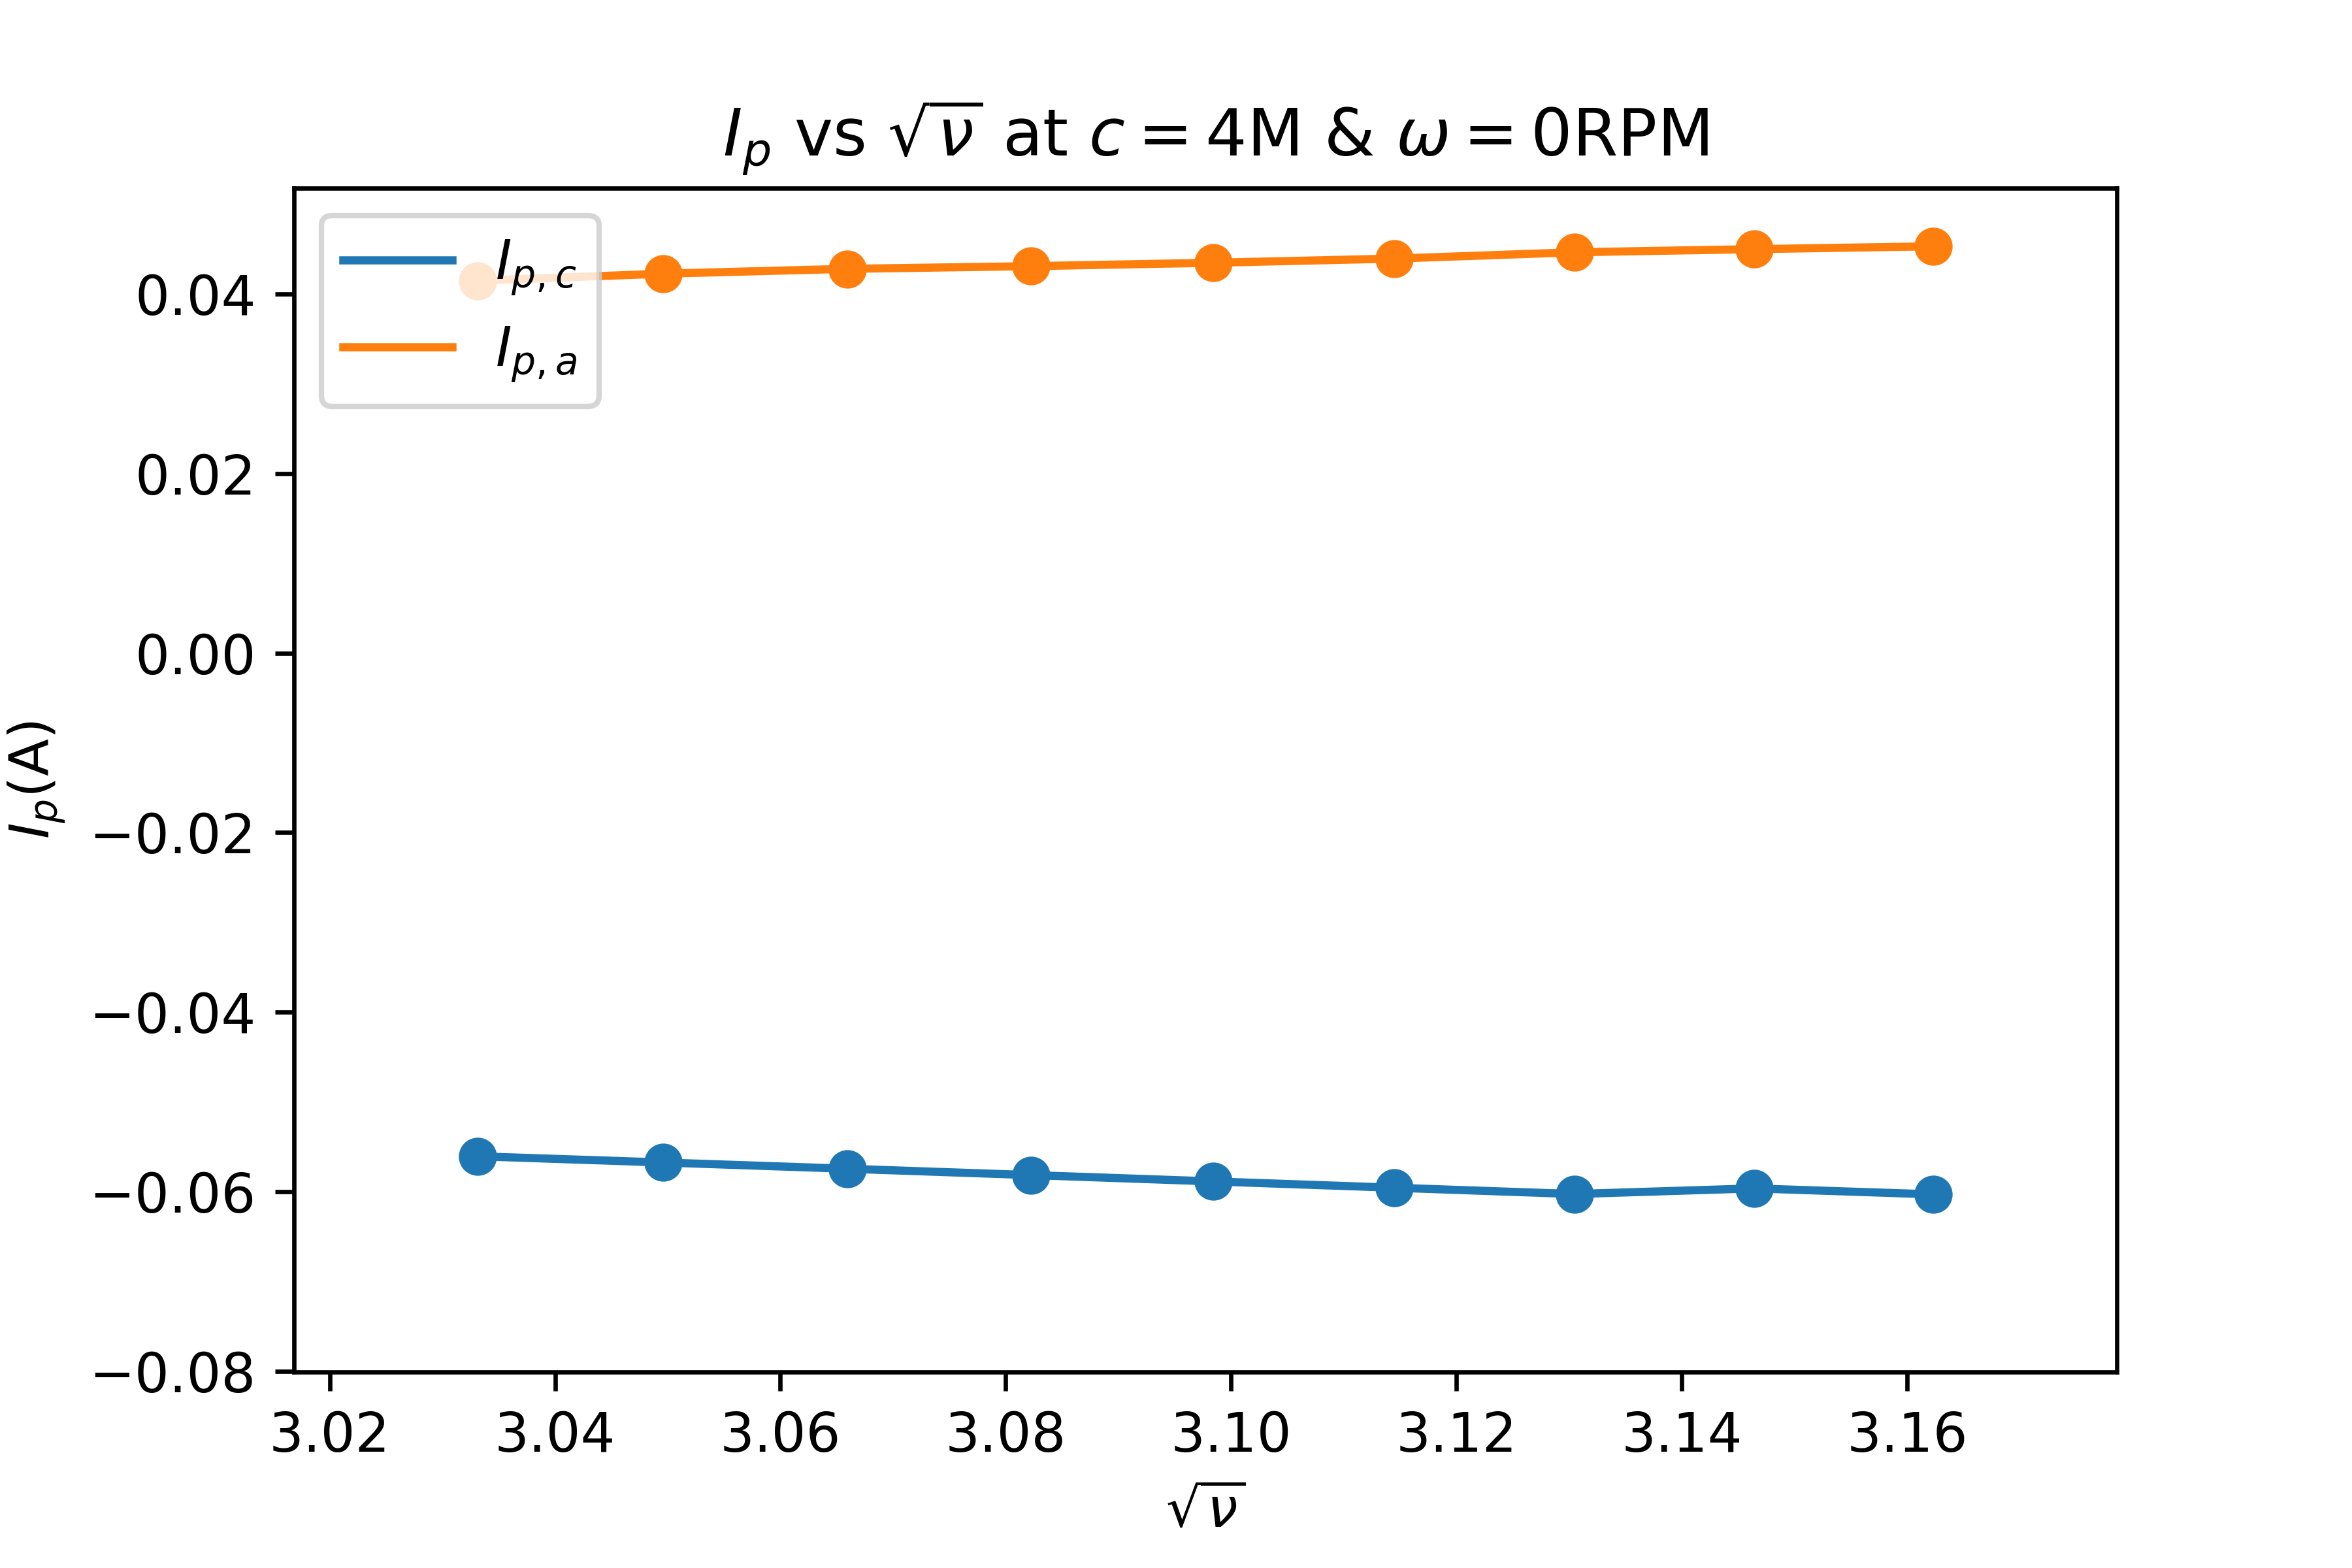 I_p vs √ν at c = 4M & ω = 0RPM
I_p,c
I_p,a
0.04
0.02
0.00
−0.02
−0.04
−0.06
−0.08
I_p(A)
3.02 3.04 3.06 3.08 3.10 3.12 3.14 3.16
√ν